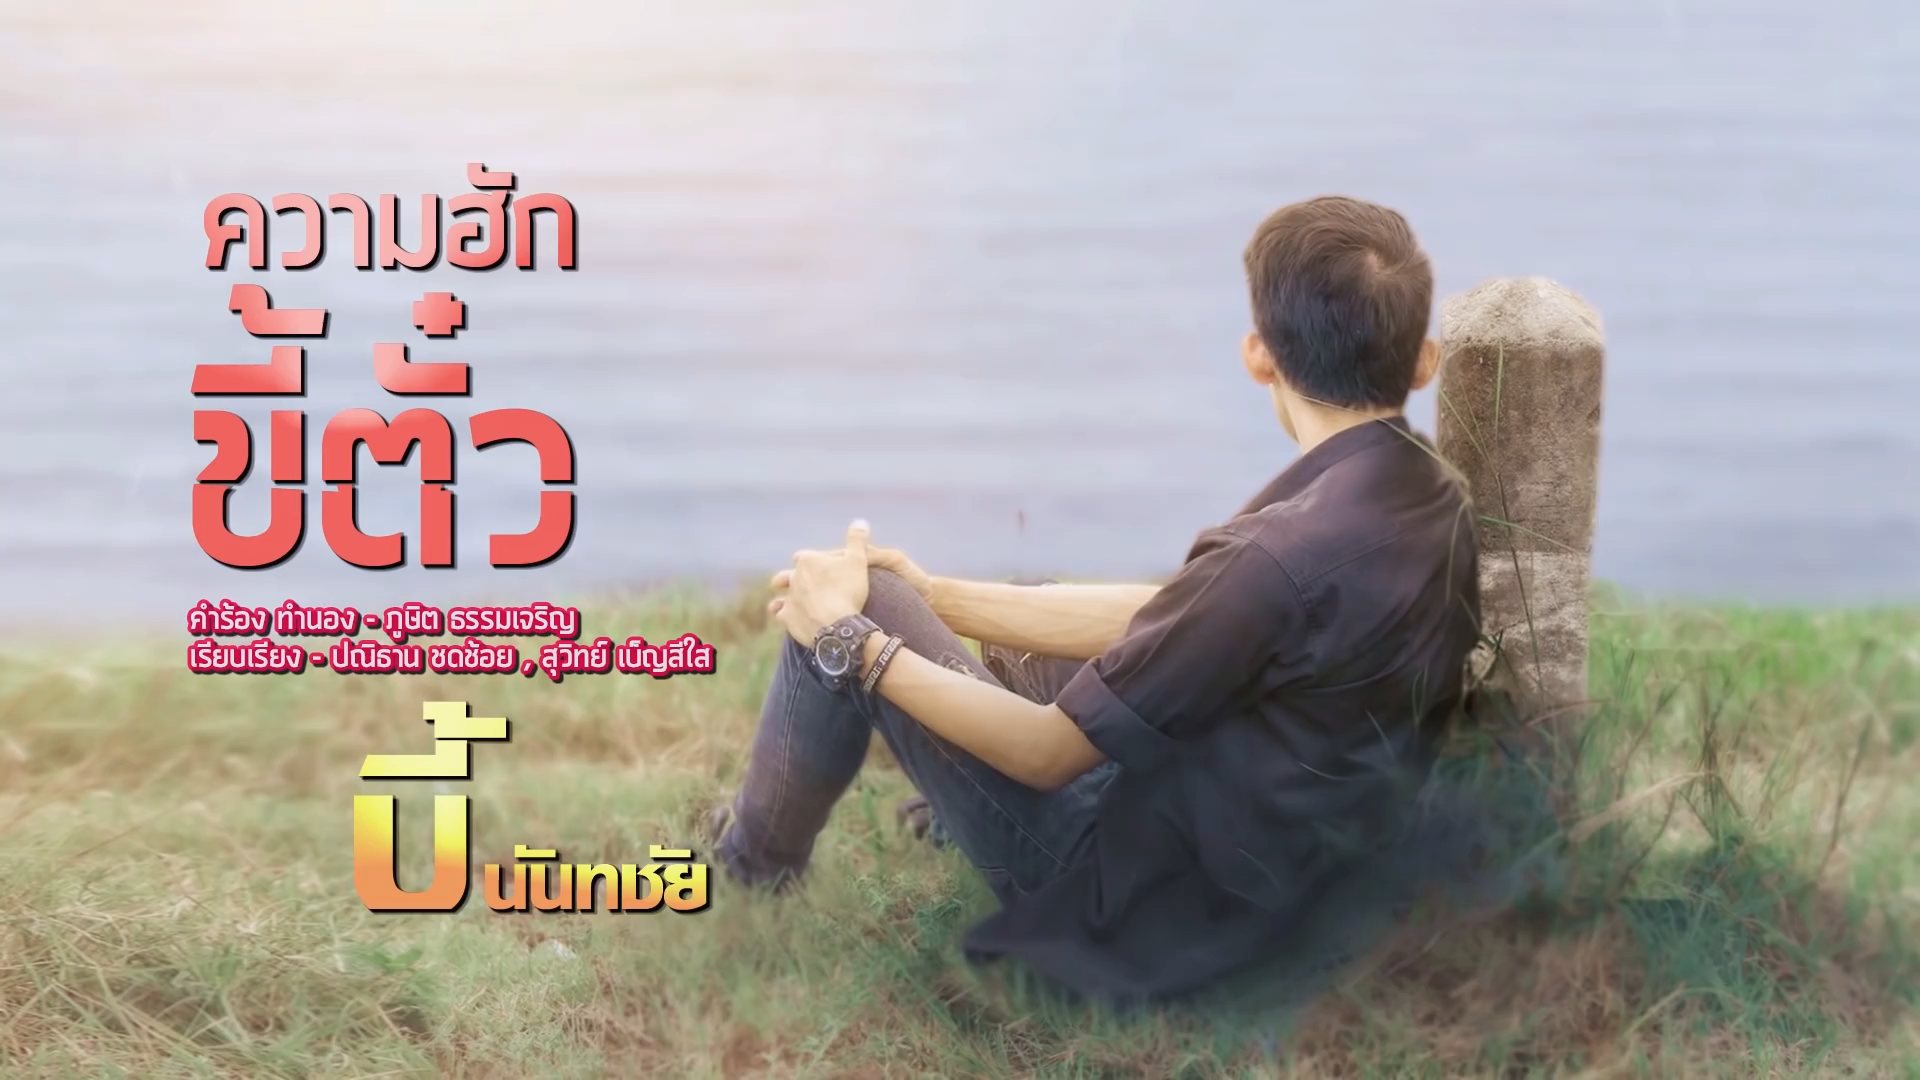 ความฮัก
ขี้ตั๋ว
คำร้อง ทำนอง - ภูษิต ธรรมเจริญ
เรียบเรียง - ปณิธาน ชดช้อย , สุวิทย์ เบ็ญสีใส
บี้ นันทชัย